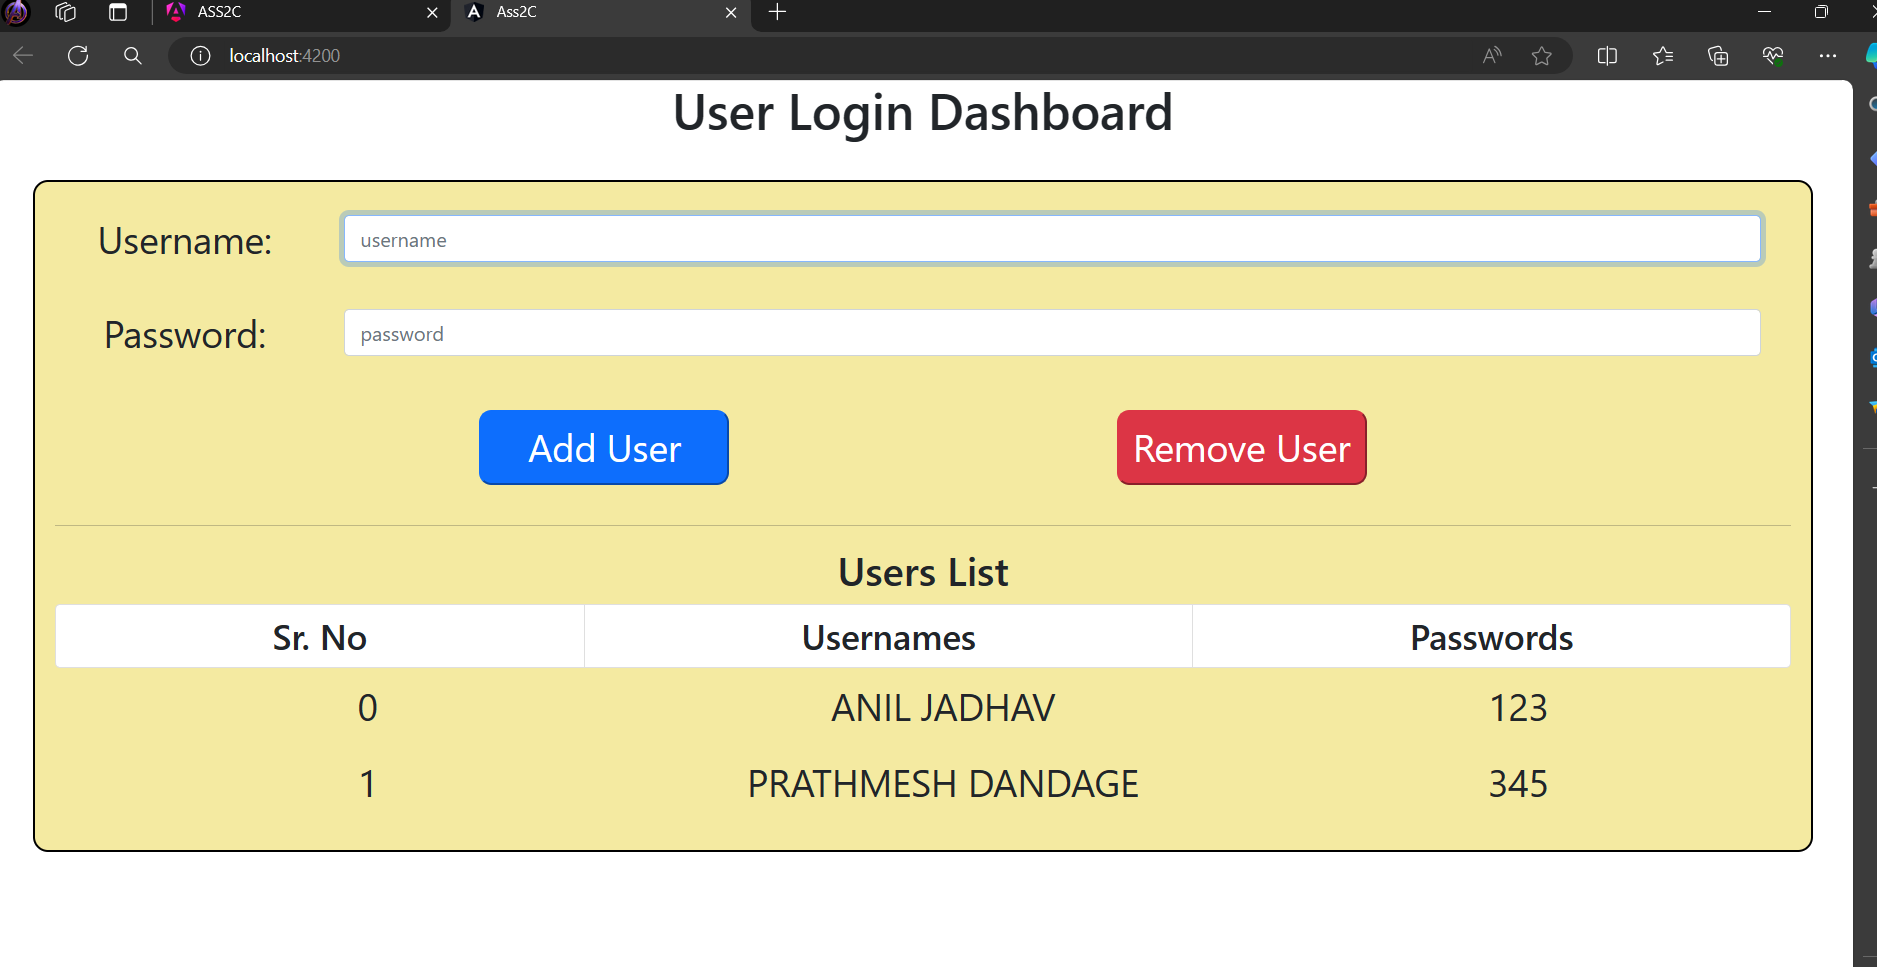 ASS2C Ass2C
localhost:4200
User Login Dashboard
Username: username
Password: password
Add User Remove User
Users List
Sr. No Usernames Passwords
0 ANIL JADHAV 123
1 PRATHMESH DANDAGE 345